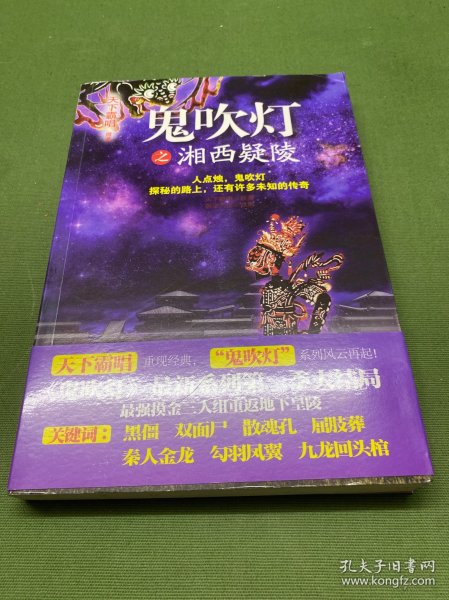 天下霸唱 著
鬼吹灯
之 湘西疑陵
人点烛，鬼吹灯
探秘的路上，还有许多未知的传奇
天下霸唱 重现经典，“鬼吹灯”系列风云再起！
最强摸金三人组重返地下皇陵
关键词：黑僵 双面尸 散魂孔 屈肢葬
秦人金龙 勾羽凤翼 九龙回头棺
孔夫子旧书网
www.kongfz.com